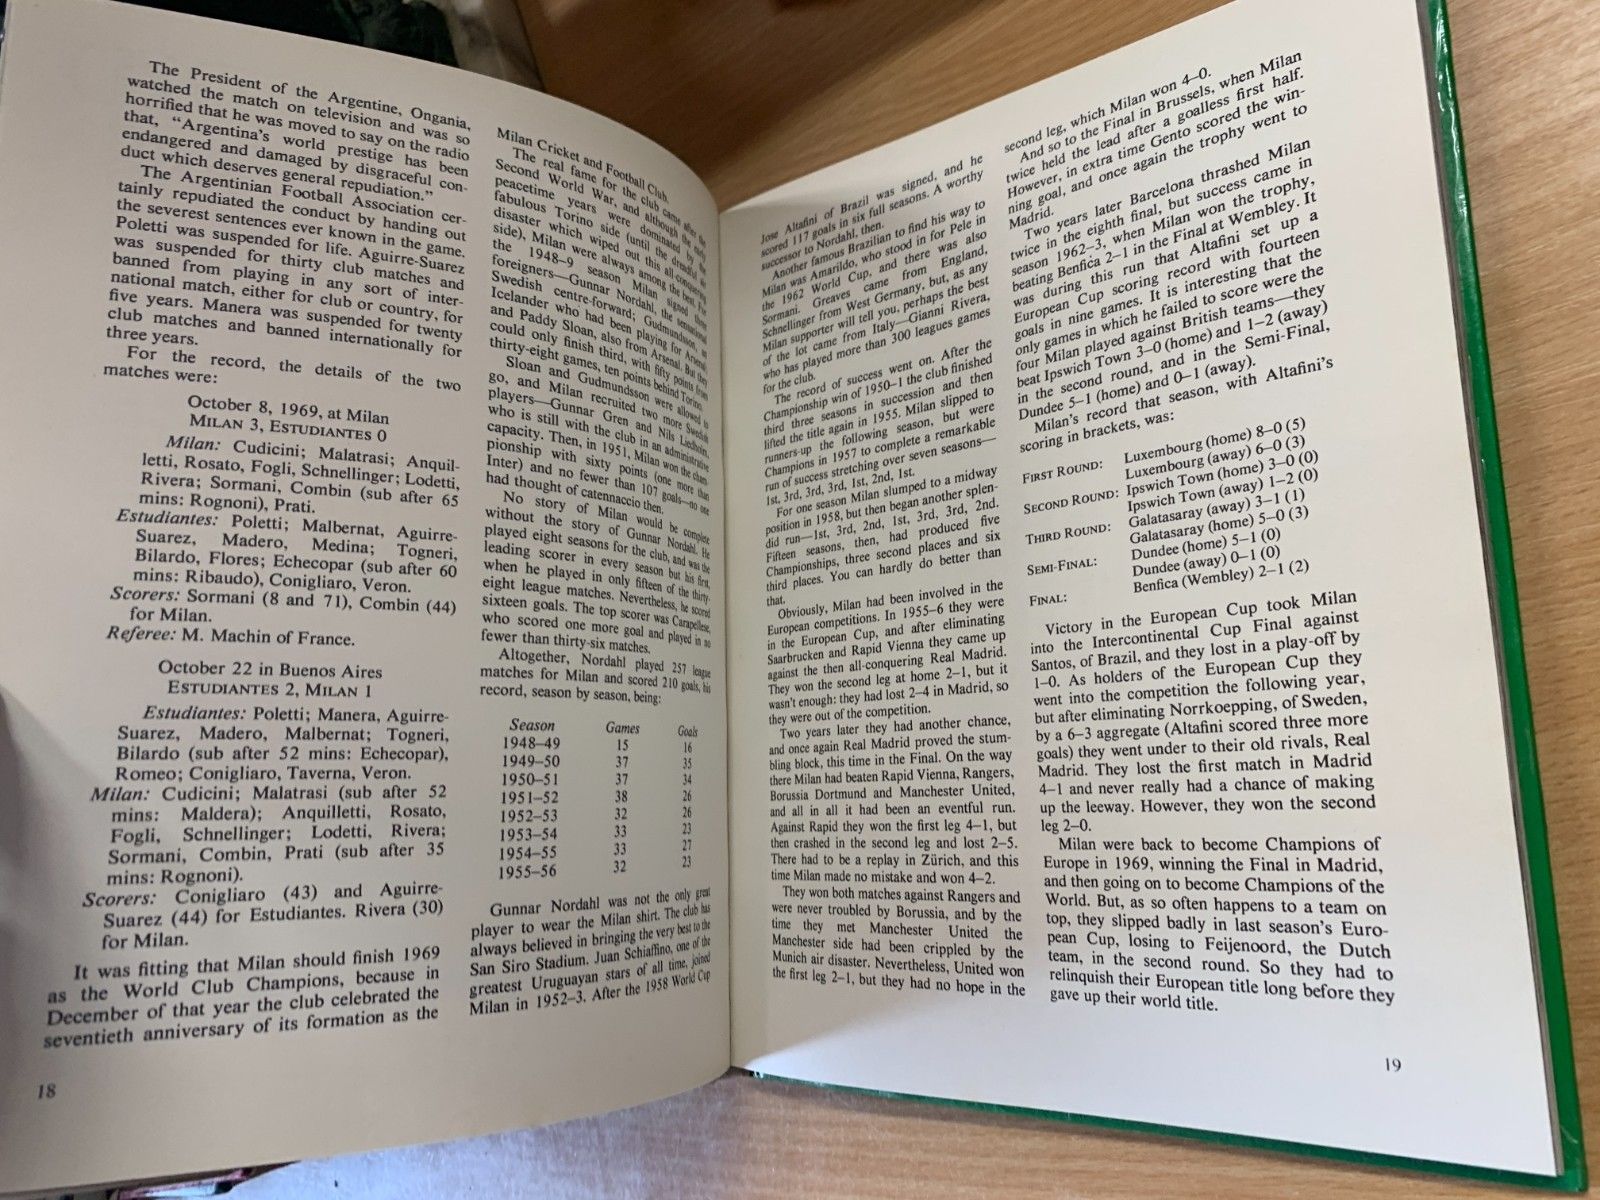 The President of the Argentine, Ongania,
watched the match on television and was so
horrified that he was moved to say on the radio
that, "Argentina's world prestige has been
endangered and damaged by disgraceful con-
duct which deserves general repudiation."
The Argentinian Football Association cer-
tainly repudiated the conduct by handing out
the severest sentences ever known in the game.
Poletti was suspended for life. Aguirre-Suarez
was suspended for thirty club matches and
banned from playing in any sort of inter-
national match, either for club or country, for
five years. Manera was suspended for twenty
club matches and banned internationally for
three years.
For the record, the details of the two
matches were:
October 8, 1969, at Milan
MILAN 3, ESTUDIANTES 0
Milan: Cudicini; Malatrasi; Anquil-
letti, Rosato, Fogli, Schnellinger; Lodetti,
Rivera; Sormani, Combin (sub after 65
mins: Rognoni), Prati.
Estudiantes: Poletti; Malbernat, Aguirre-
Suarez, Madero, Medina; Togneri,
Bilardo, Flores; Echecopar (sub after 60
mins: Ribaudo), Conigliaro, Veron.
Scorers: Sormani (8 and 71), Combin (44)
for Milan.
Referee: M. Machin of France.
October 22 in Buenos Aires
ESTUDIANTES 2, MILAN 1
Estudiantes: Poletti; Manera, Aguirre-
Suarez, Madero, Malbernat; Togneri,
Bilardo (sub after 52 mins: Echecopar),
Romeo; Conigliaro, Taverna, Veron.
Milan: Cudicini; Malatrasi (sub after 52
mins: Maldera); Anquilletti, Rosato,
Fogli, Schnellinger; Lodetti, Rivera;
Sormani, Combin, Prati (sub after 35
mins: Rognoni).
Scorers: Conigliaro (43) and Aguirre-
Suarez (44) for Estudiantes. Rivera (30)
for Milan.
It was fitting that Milan should finish 1969
as the World Club Champions, because in
December of that year the club celebrated the
seventieth anniversary of its formation as the
18
Milan Cricket and Football Club.
The real fame for the club came after the
Second World War, and although the early
peacetime years were dominated by the
fabulous Torino side (until the dreadful air
disaster which wiped out this all-conquering
side), Milan were always among the best. For
the 1948–9 season Milan signed three
foreigners—Gunnar Nordahl, the sensational
Swedish centre-forward; Gudmundsson, an
Icelander who had been playing for Arsenal;
and Paddy Sloan, also from Arsenal. But they
could only finish third, with fifty points from
thirty-eight games, ten points behind Torino.
Sloan and Gudmundsson were allowed to
go, and Milan recruited two more Swedish
players—Gunnar Gren and Nils Liedholm,
who is still with the club in an administrative
capacity. Then, in 1951, Milan won the cham-
pionship with sixty points (one more than
Inter) and no fewer than 107 goals—no one
had thought of catennaccio then.
No story of Milan would be complete
without the story of Gunnar Nordahl. He
played eight seasons for the club, and was the
leading scorer in every season but his first,
when he played in only fifteen of the thirty-
eight league matches. Nevertheless, he scored
sixteen goals. The top scorer was Carapellese,
who scored one more goal and played in no
fewer than thirty-six matches.
Altogether, Nordahl played 257 league
matches for Milan and scored 210 goals, his
record, season by season, being:
Season Games Goals
1948–49 15 16
1949–50 37 35
1950–51 37 34
1951–52 38 26
1952–53 32 26
1953–54 33 23
1954–55 33 27
1955–56 32 23
Gunnar Nordahl was not the only great
player to wear the Milan shirt. The club has
always believed in bringing the very best to the
San Siro Stadium. Juan Schiaffino, one of the
greatest Uruguayan stars of all time, joined
Milan in 1952–3. After the 1958 World Cup
Jose Altafini of Brazil was signed, and he
scored 117 goals in six full seasons. A worthy
successor to Nordahl, then.
Another famous Brazilian to find his way to
Milan was Amarildo, who stood in for Pele in
the 1962 World Cup, and there was also
Sormani. Greaves came from England,
Schnellinger from West Germany, but, as any
Milan supporter will tell you, perhaps the best
of the lot came from Italy—Gianni Rivera,
who has played more than 300 leagues games
for the club.
The record of success went on. After the
Championship win of 1950–1 the club finished
third three seasons in succession and then
lifted the title again in 1955. Milan slipped to
runners-up the following season, but were
Champions in 1957 to complete a remarkable
run of success stretching over seven seasons—
1st, 3rd, 3rd, 3rd, 1st, 2nd, 1st.
For one season Milan slumped to a midway
position in 1958, but then began another splen-
did run—1st, 3rd, 2nd, 1st, 3rd, 3rd, 2nd.
Fifteen seasons, then, had produced five
Championships, three second places and six
third places. You can hardly do better than
that.
Obviously, Milan had been involved in the
European competitions. In 1955–6 they were
in the European Cup, and after eliminating
Saarbrucken and Rapid Vienna they came up
against the then all-conquering Real Madrid.
They won the second leg at home 2–1, but it
wasn't enough: they had lost 2–4 in Madrid, so
they were out of the competition.
Two years later they had another chance,
and once again Real Madrid proved the stum-
bling block, this time in the Final. On the way
there Milan had beaten Rapid Vienna, Rangers,
Borussia Dortmund and Manchester United,
and all in all it had been an eventful run.
Against Rapid they won the first leg 4–1, but
then crashed in the second leg and lost 2–5.
There had to be a replay in Zürich, and this
time Milan made no mistake and won 4–2.
They won both matches against Rangers and
were never troubled by Borussia, and by the
time they met Manchester United the
Manchester side had been crippled by the
Munich air disaster. Nevertheless, United won
the first leg 2–1, but they had no hope in the
second leg, which Milan won 4–0.
And so to the Final in Brussels, when Milan
twice held the lead after a goalless first half.
However, in extra time Gento scored the win-
ning goal, and once again the trophy went to
Madrid.
Two years later Barcelona thrashed Milan
twice in the eighth final, but success came in
season 1962–3, when Milan won the trophy,
beating Benfica 2–1 in the Final at Wembley. It
was during this run that Altafini set up a
European Cup scoring record with fourteen
goals in nine games. It is interesting that the
only games in which he failed to score were the
four Milan played against British teams—they
beat Ipswich Town 3–0 (home) and 1–2 (away)
in the second round, and in the Semi-Final,
Dundee 5–1 (home) and 0–1 (away).
Milan's record that season, with Altafini's
scoring in brackets, was:
FIRST ROUND: Luxembourg (home) 8–0 (5)
Luxembourg (away) 6–0 (3)
SECOND ROUND: Ipswich Town (home) 3–0 (0)
Ipswich Town (away) 1–2 (0)
THIRD ROUND: Galatasaray (away) 3–1 (1)
Galatasaray (home) 5–0 (3)
SEMI-FINAL: Dundee (home) 5–1 (0)
Dundee (away) 0–1 (0)
FINAL: Benfica (Wembley) 2–1 (2)
Victory in the European Cup took Milan
into the Intercontinental Cup Final against
Santos, of Brazil, and they lost in a play-off by
1–0. As holders of the European Cup they
went into the competition the following year,
but after eliminating Norrkoepping, of Sweden,
by a 6–3 aggregate (Altafini scored three more
goals) they went under to their old rivals, Real
Madrid. They lost the first match in Madrid
4–1 and never really had a chance of making
up the leeway. However, they won the second
leg 2–0.
Milan were back to become Champions of
Europe in 1969, winning the Final in Madrid,
and then going on to become Champions of the
World. But, as so often happens to a team on
top, they slipped badly in last season's Euro-
pean Cup, losing to Feijenoord, the Dutch
team, in the second round. So they had to
relinquish their European title long before they
gave up their world title.
19